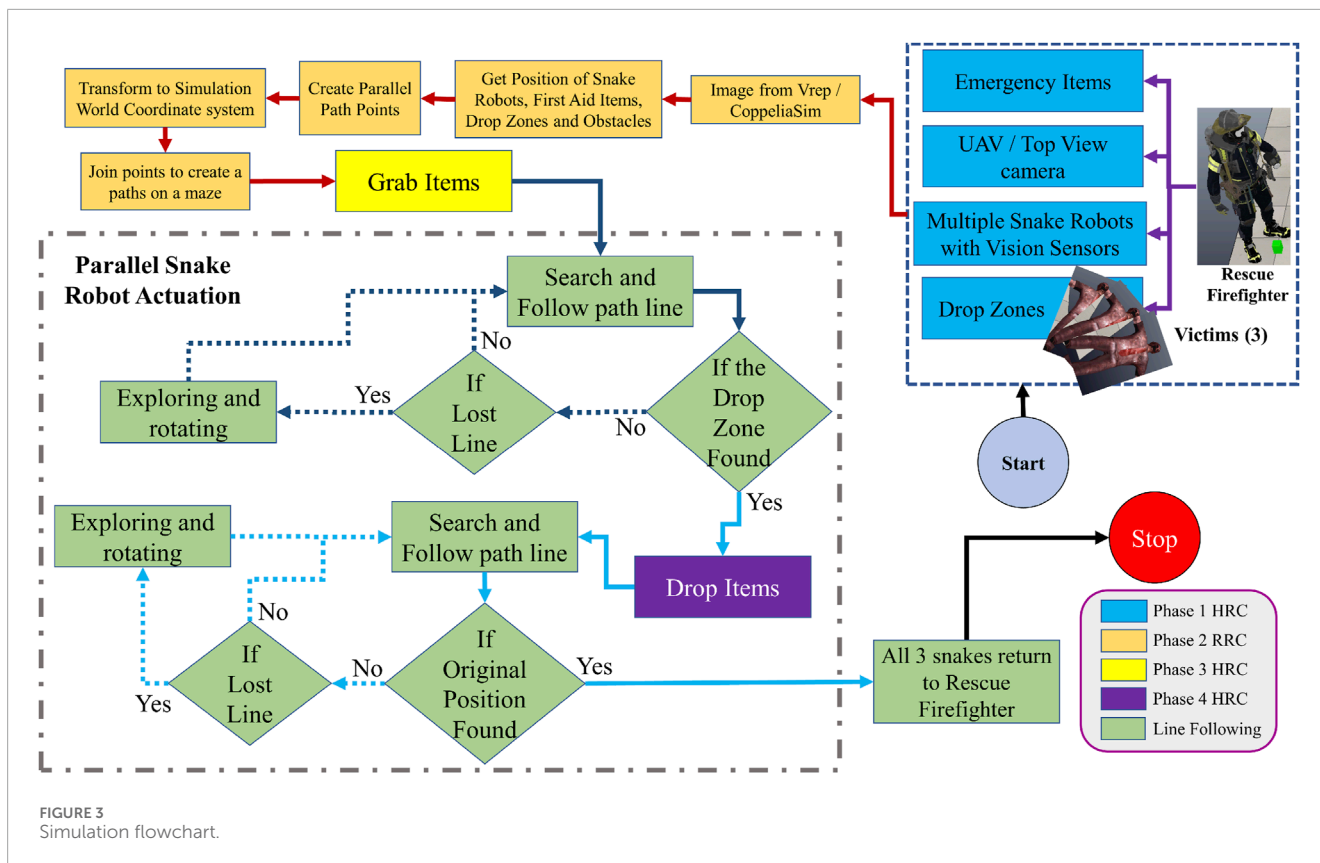 Transform to Simulation
World Coordinate system
Create Parallel
Path Points
Get Position of Snake
Robots, First Aid Items,
Drop Zones and Obstacles
Image from Vrep /
CoppeliaSim
Emergency Items
UAV / Top View
camera
Multiple Snake Robots
with Vision Sensors
Drop Zones
Rescue
Firefighter
Victims (3)
Join points to create a
paths on a maze
Grab Items
Parallel Snake
Robot Actuation
Search and
Follow path line
No
Exploring and
rotating
Yes
If
Lost
Line
No
If the
Drop
Zone
Found
Yes
Start
Exploring and
rotating
Search and
Follow path line
Drop Items
Stop
No
Yes
If
Lost
Line
No
If
Original
Position
Found
Yes
All 3 snakes return
to Rescue
Firefighter
Phase 1 HRC
Phase 2 RRC
Phase 3 HRC
Phase 4 HRC
Line Following
FIGURE 3
Simulation flowchart.